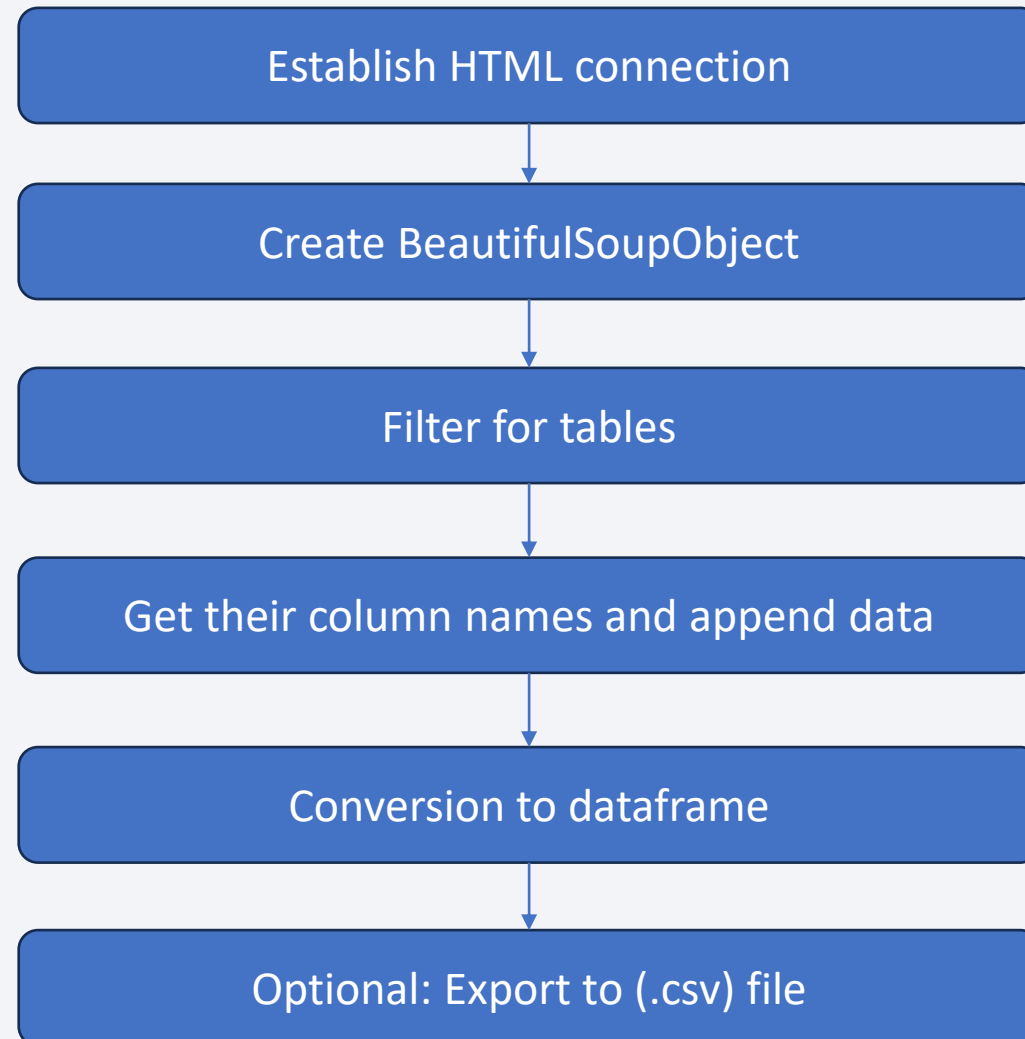 Establish HTML connection
Create BeautifulSoupObject
Filter for tables
Get their column names and append data
Conversion to dataframe
Optional: Export to (.csv) file